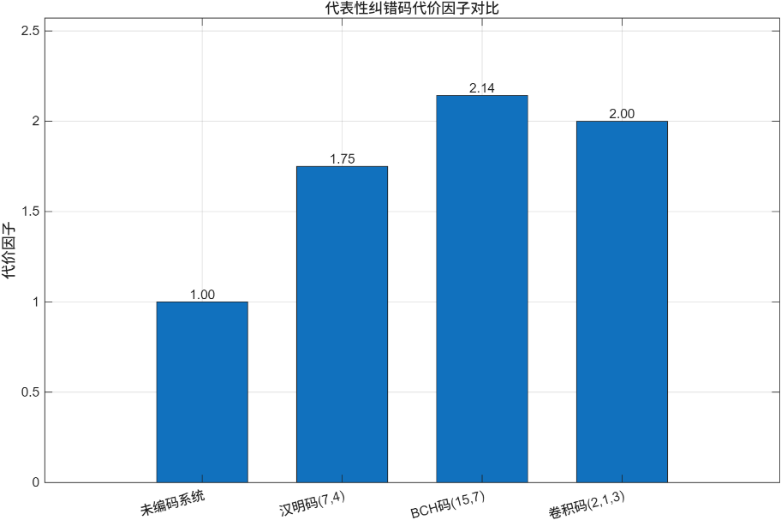 代表性纠错码代价因子对比
代价因子
2.5
2
1.5
1
0.5
0
1.00
1.75
2.14
2.00
未编码系统
汉明码(7,4)
BCH码(15,7)
卷积码(2,1,3)